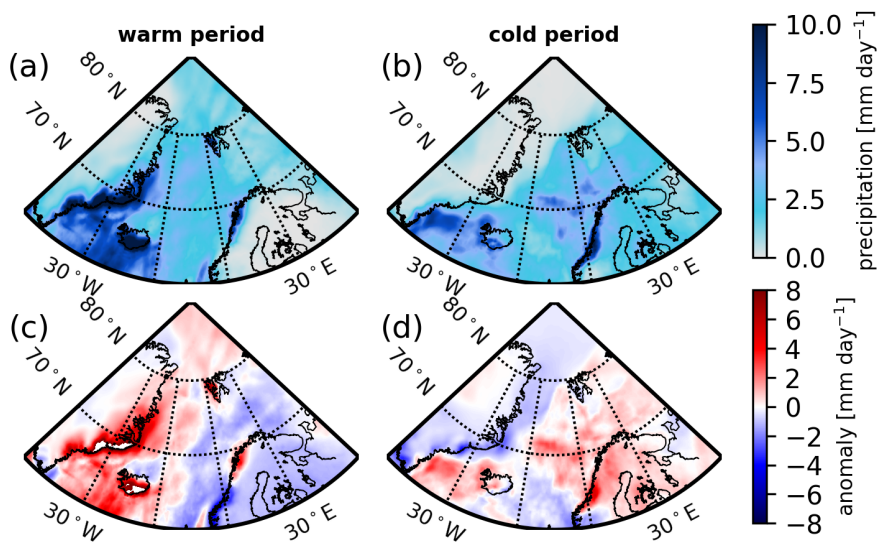 warm period
cold period
(a)
80°N
70°N
30°W
30°E
(b)
80°N
70°N
30°W
30°E
10.0
7.5
5.0
2.5
0.0
precipitation [mm day⁻¹]
(c)
80°N
70°N
30°W
30°E
(d)
80°N
70°N
30°W
30°E
8
6
4
2
0
−2
−4
−6
−8
anomaly [mm day⁻¹]